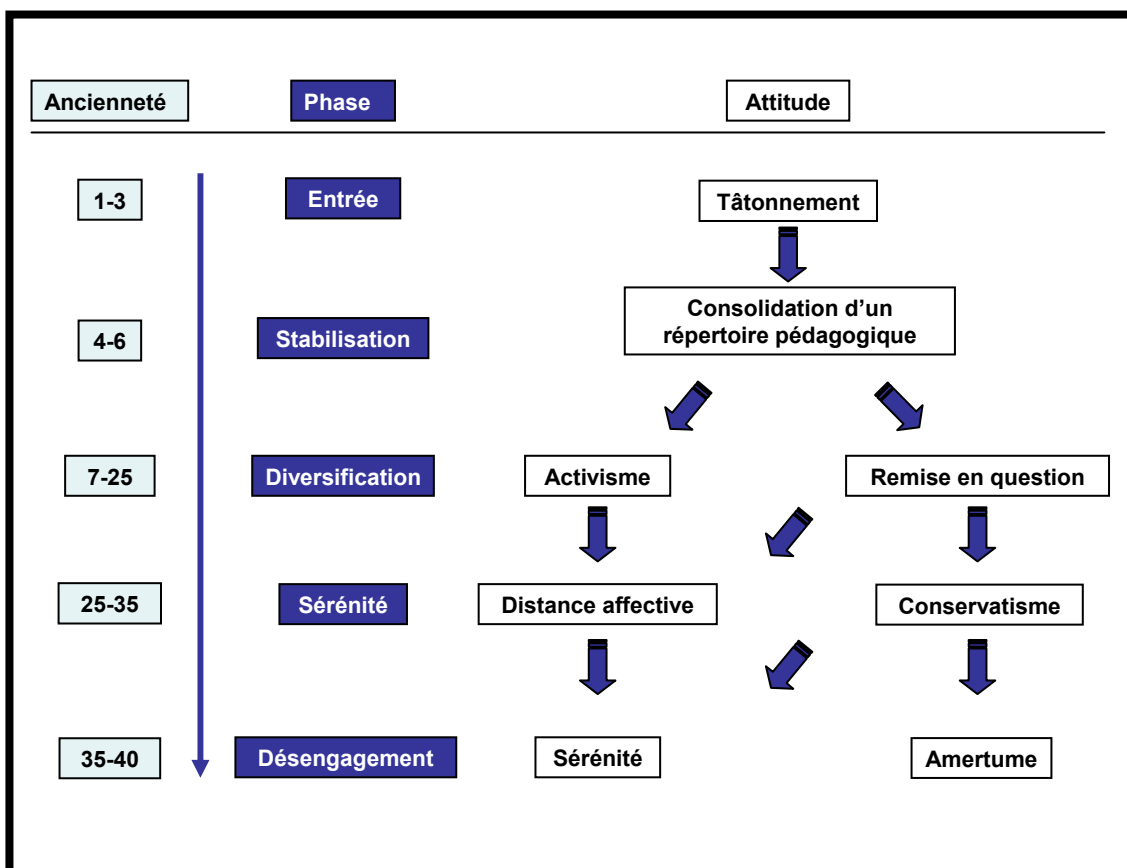 Ancienneté
Phase
Attitude
1-3
Entrée
Tâtonnement
4-6
Stabilisation
Consolidation d’un
répertoire pédagogique
7-25
Diversification
Activisme
Remise en question
25-35
Sérénité
Distance affective
Conservatisme
35-40
Désengagement
Sérénité
Amertume